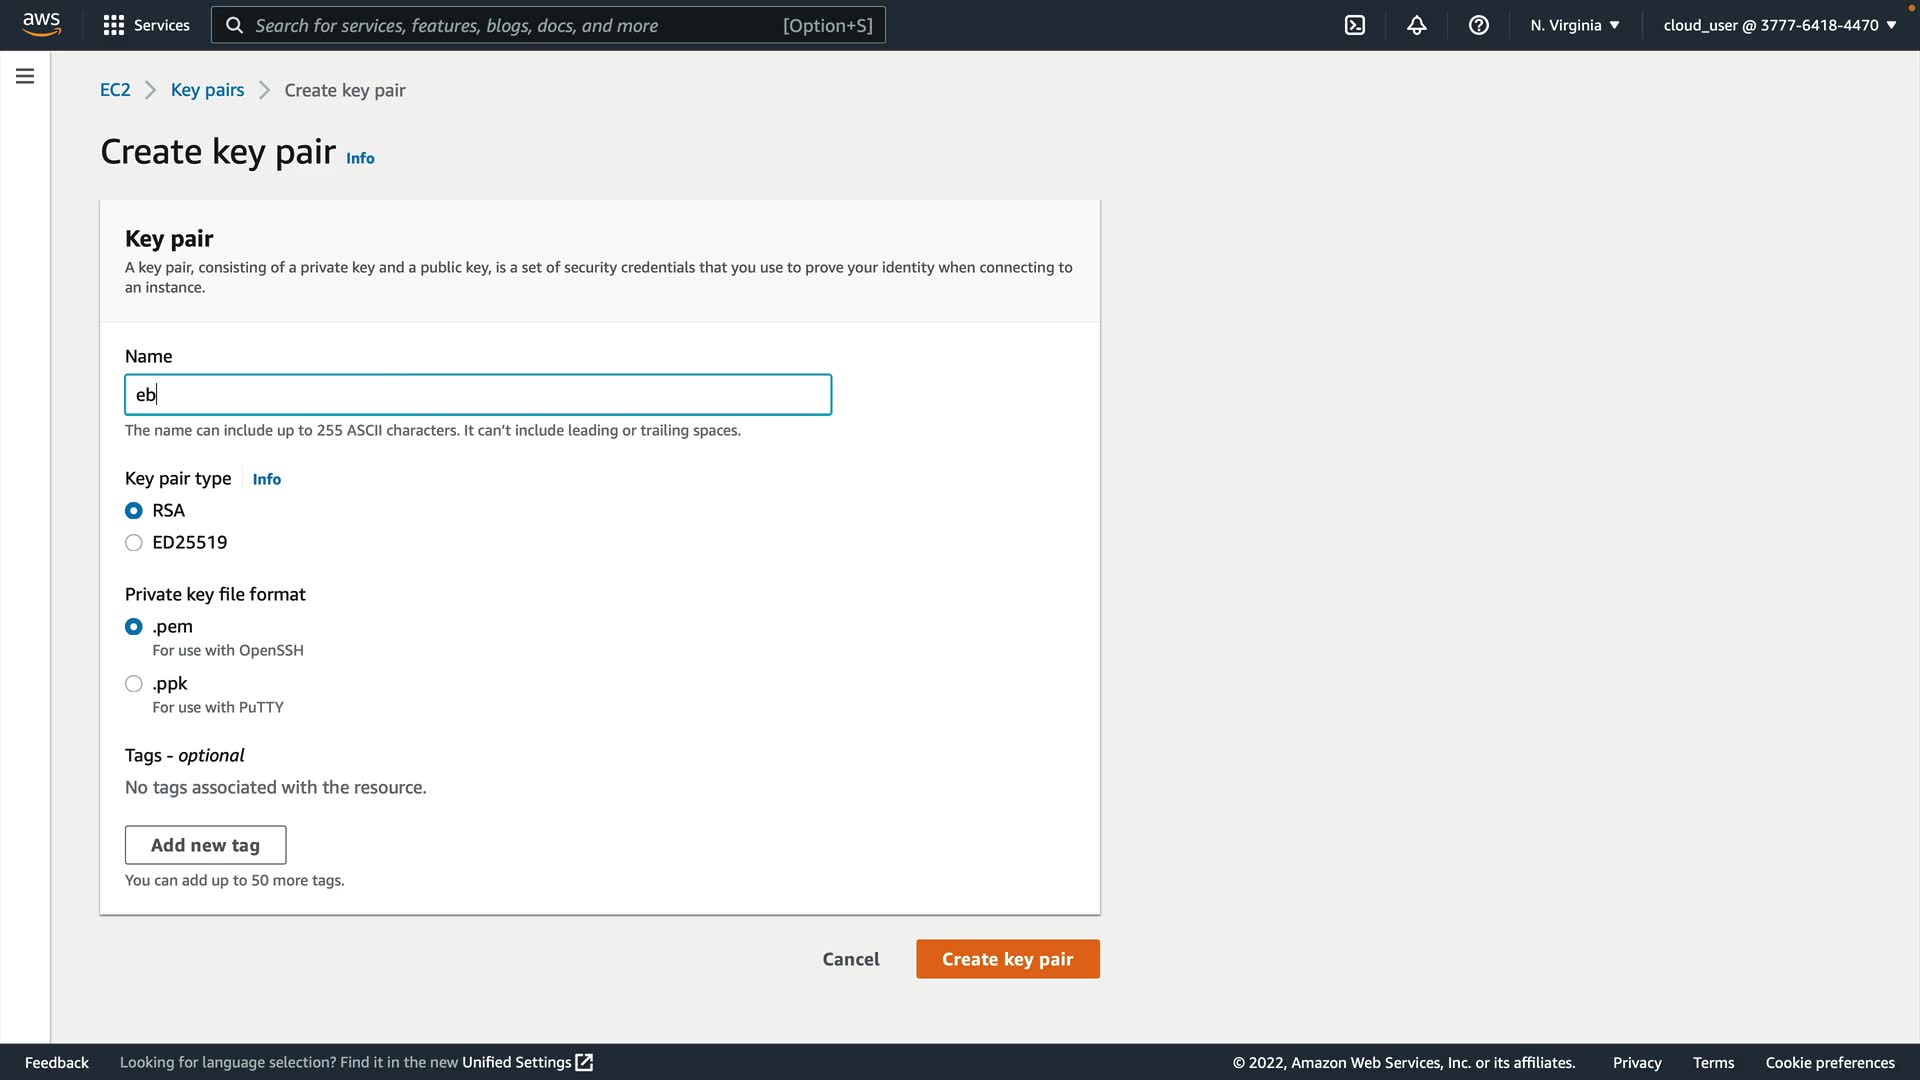 aws
Services
Search for services, features, blogs, docs, and more [Option+S]
N. Virginia ▼
cloud_user @ 3777-6418-4470 ▼
EC2 > Key pairs > Create key pair
Create key pair Info
Key pair
A key pair, consisting of a private key and a public key, is a set of security credentials that you use to prove your identity when connecting to
an instance.
Name
eb
The name can include up to 255 ASCII characters. It can’t include leading or trailing spaces.
Key pair type Info
RSA
ED25519
Private key file format
.pem
For use with OpenSSH
.ppk
For use with PuTTY
Tags - optional
No tags associated with the resource.
Add new tag
You can add up to 50 more tags.
Cancel
Create key pair
Feedback
Looking for language selection? Find it in the new Unified Settings
© 2022, Amazon Web Services, Inc. or its affiliates.
Privacy
Terms
Cookie preferences